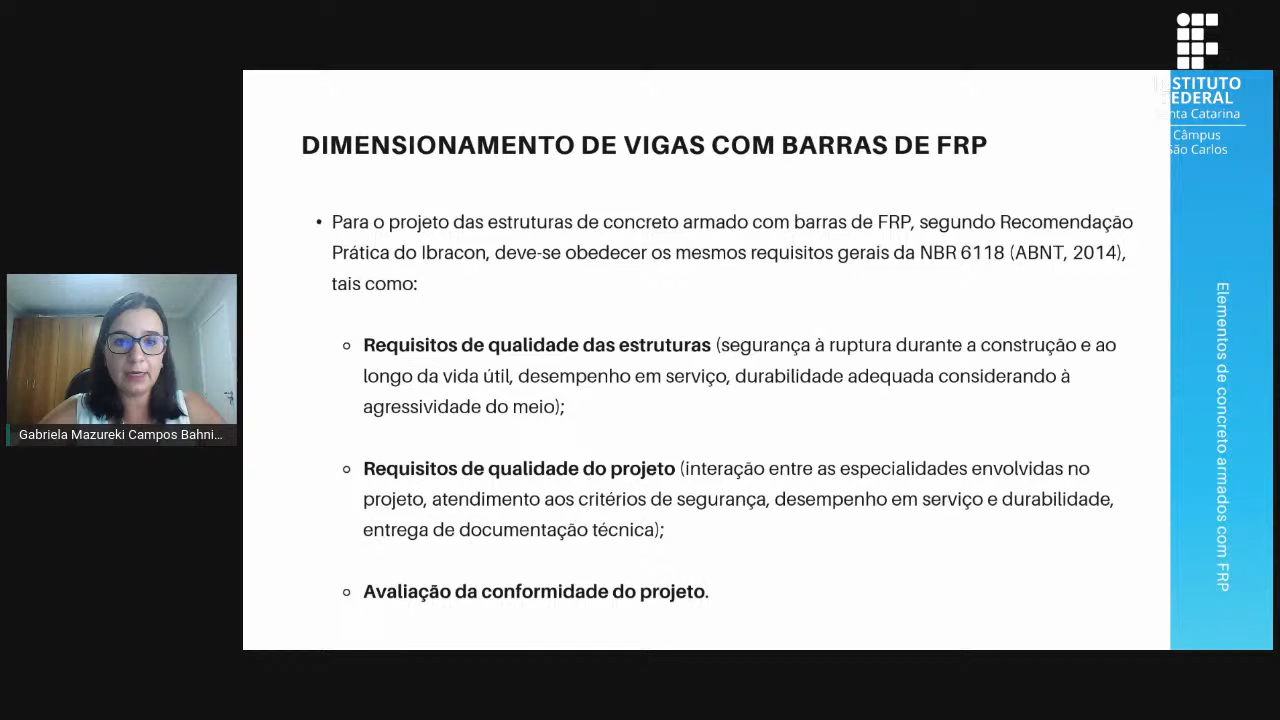 INSTITUTO
FEDERAL
Santa Catarina
Câmpus
São Carlos
DIMENSIONAMENTO DE VIGAS COM BARRAS DE FRP
• Para o projeto das estruturas de concreto armado com barras de FRP, segundo Recomendação
Prática do Ibracon, deve-se obedecer os mesmos requisitos gerais da NBR 6118 (ABNT, 2014),
tais como:
Requisitos de qualidade das estruturas (segurança à ruptura durante a construção e ao
longo da vida útil, desempenho em serviço, durabilidade adequada considerando à
agressividade do meio);
Requisitos de qualidade do projeto (interação entre as especialidades envolvidas no
projeto, atendimento aos critérios de segurança, desempenho em serviço e durabilidade,
entrega de documentação técnica);
Avaliação da conformidade do projeto.
Elementos de concreto armados com FRP
Gabriela Mazureki Campos Bahni...